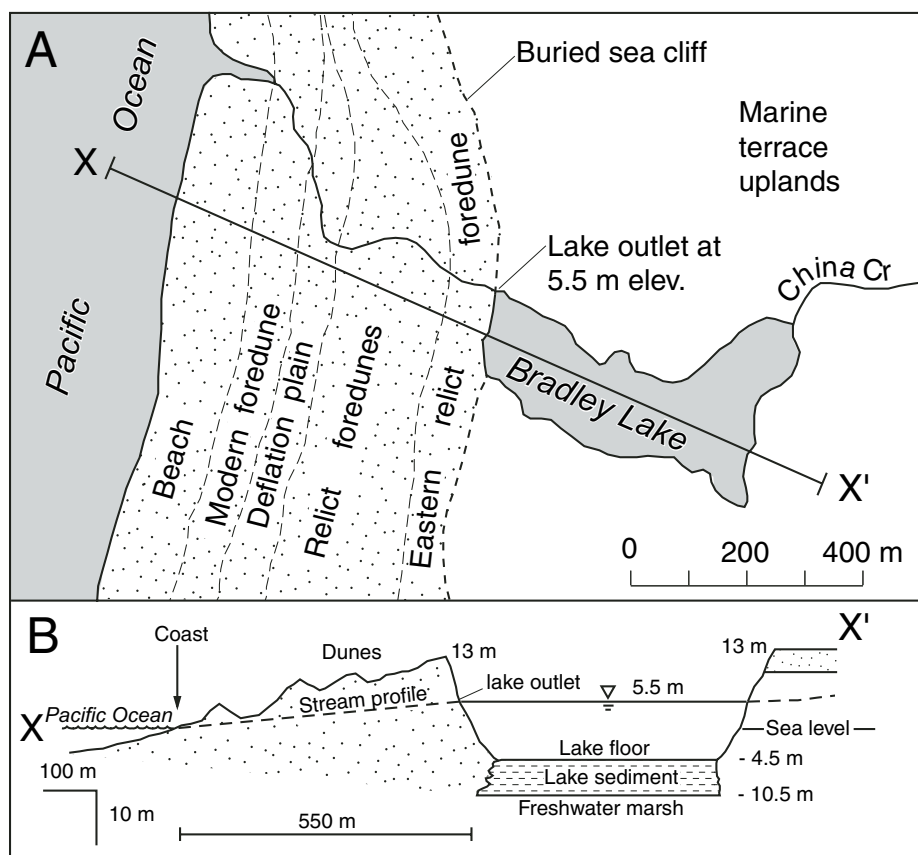 A
Pacific Ocean
Buried sea cliff
Marine
terrace
uplands
X
foredune
Lake outlet at
5.5 m elev.
China Cr
Beach
Modern foredune
Deflation plain
Relict foredunes
Eastern relict
Bradley Lake
X'
0 200 400 m
B
Coast
Dunes
13 m
13 m
X'
Stream profile
lake outlet
5.5 m
X
Pacific Ocean
Sea level
Lake floor
- 4.5 m
Lake sediment
- 10.5 m
Freshwater marsh
100 m
10 m
550 m